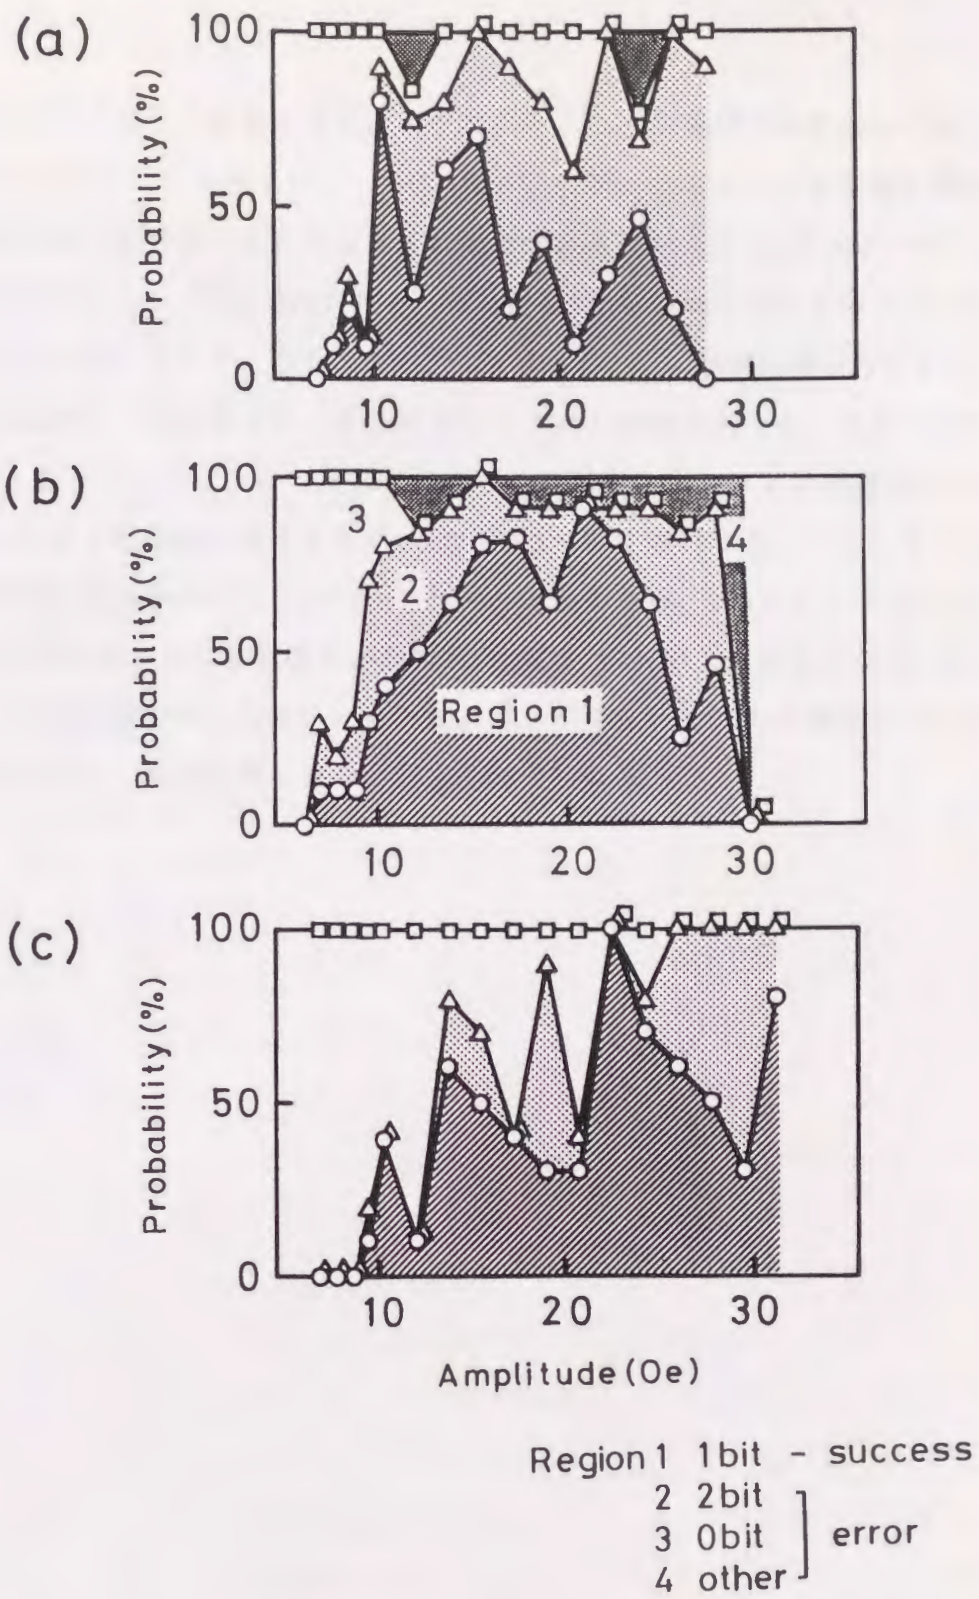 (a)
Probability (%)
100
50
0
10 20 30
(b)
Probability (%)
100
50
0
3
2
4
Region 1
10 20 30
(c)
Probability (%)
100
50
0
10 20 30
Amplitude (Oe)
Region 1 1bit - success
2 2bit
3 0bit error
4 other